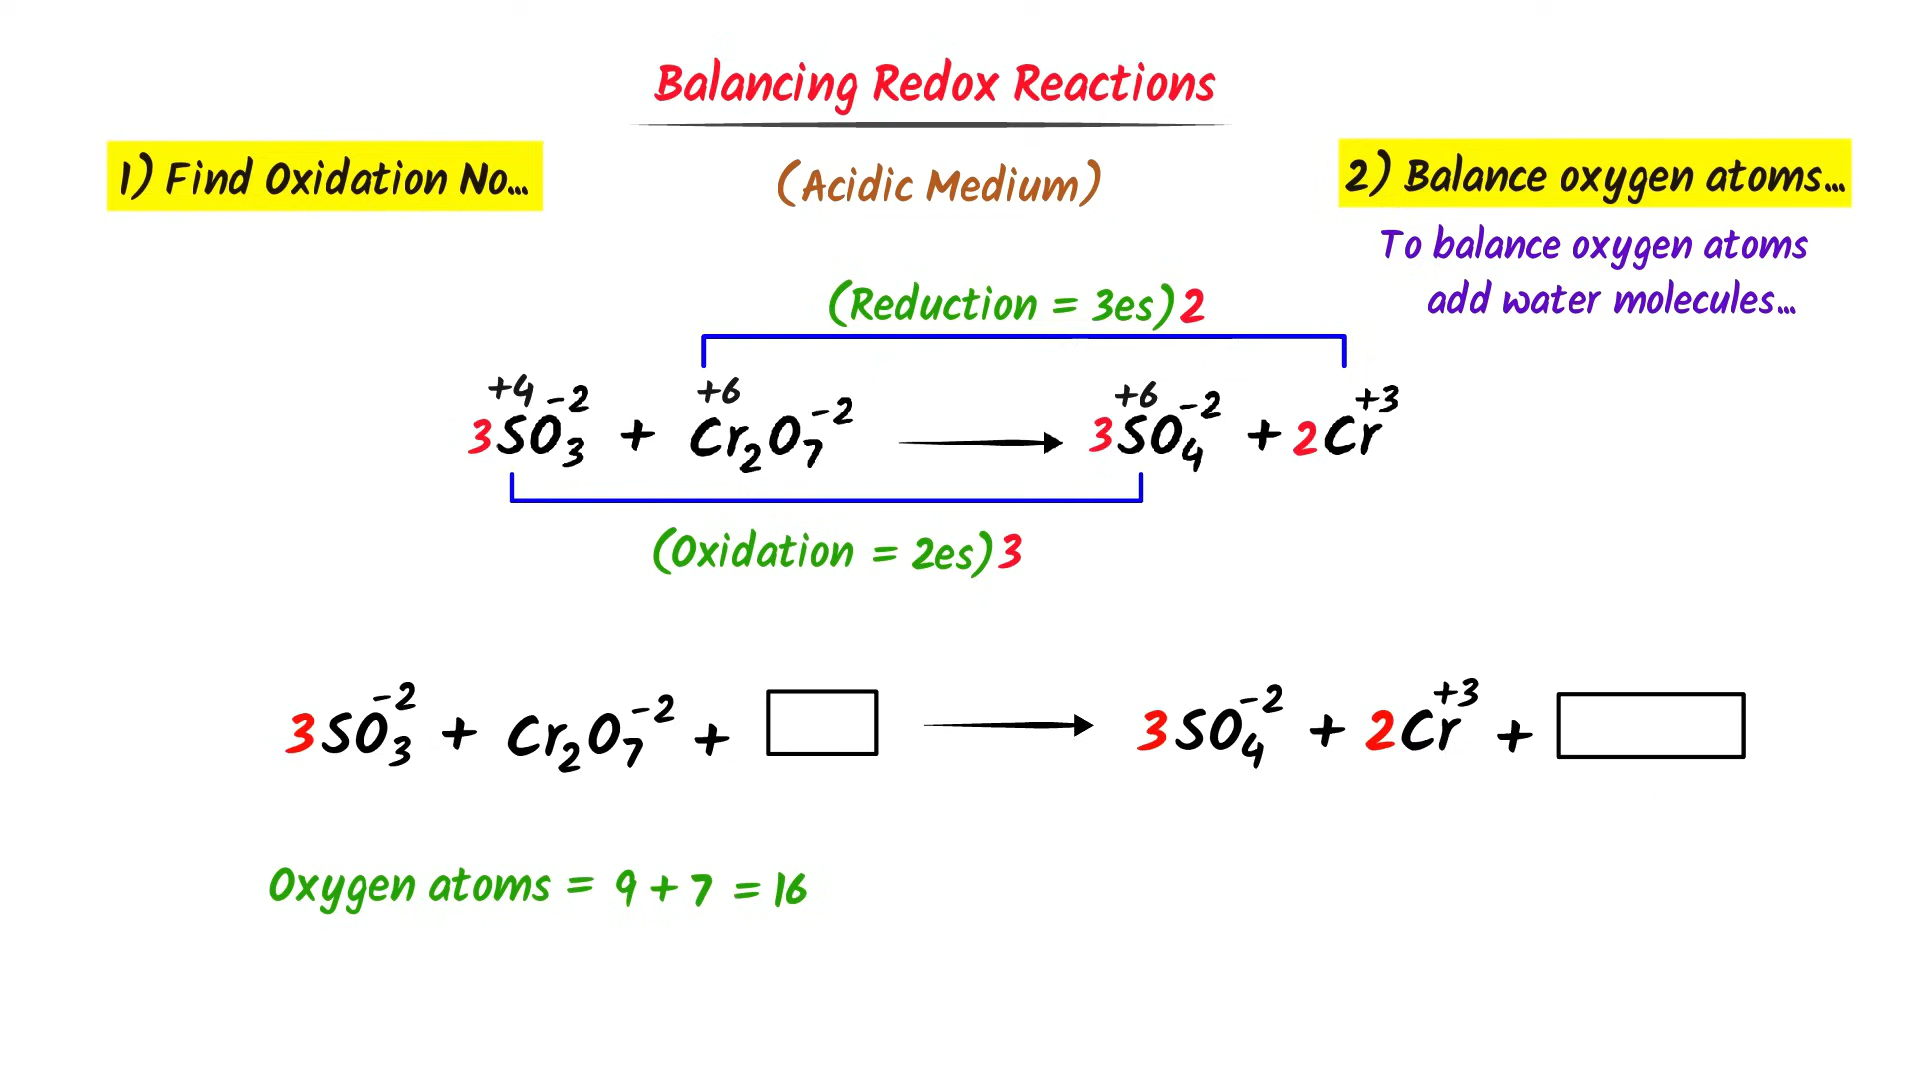 Balancing Redox Reactions
1) Find Oxidation No...
(Acidic Medium)
2) Balance oxygen atoms...
To balance oxygen atoms
add water molecules...
(Reduction = 3es)2
+4 +6 +6
3SO₃⁻² + Cr₂O₇⁻² → 3SO₄⁻² + 2Cr⁺³
(Oxidation = 2es)3
3SO₃⁻² + Cr₂O₇⁻² + → 3SO₄⁻² + 2Cr⁺³ +
Oxygen atoms = 9 + 7 = 16